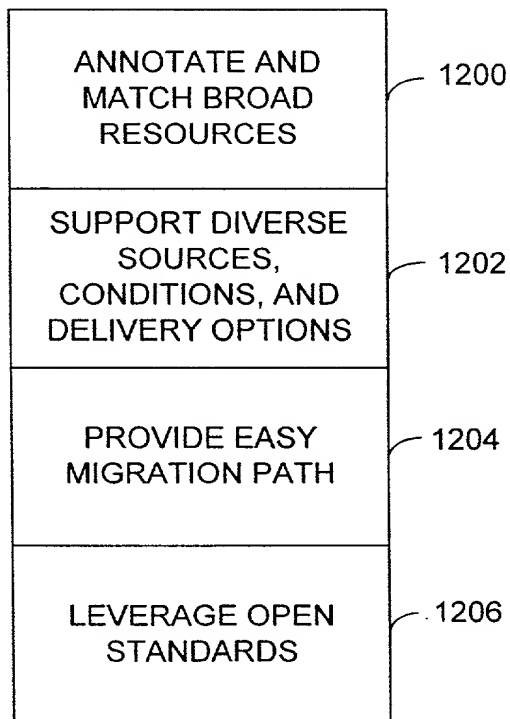 ANNOTATE AND
MATCH BROAD
RESOURCES
1200
SUPPORT DIVERSE
SOURCES,
CONDITIONS, AND
DELIVERY OPTIONS
1202
PROVIDE EASY
MIGRATION PATH
1204
LEVERAGE OPEN
STANDARDS
1206